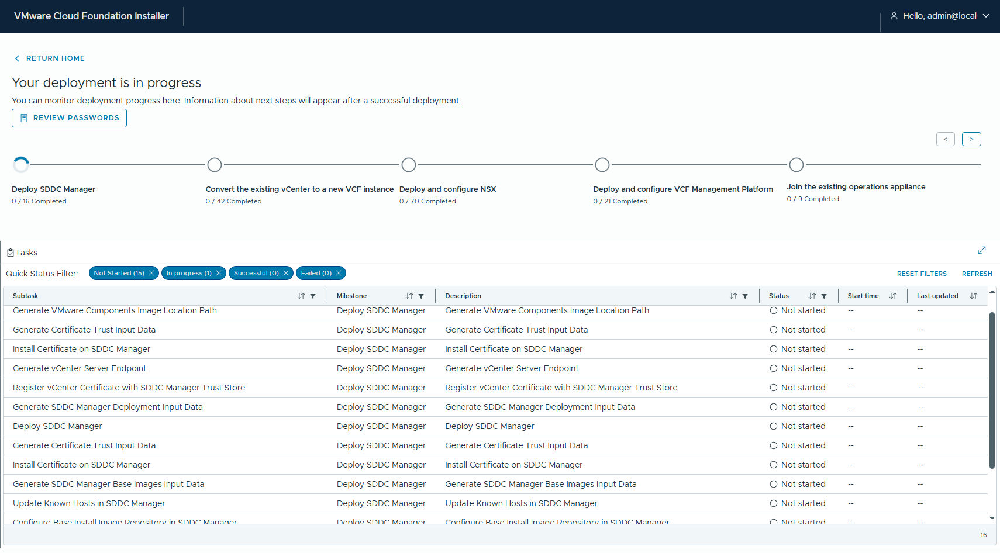 VMware Cloud Foundation Installer
Hello, admin@local
RETURN HOME
Your deployment is in progress
You can monitor deployment progress here. Information about next steps will appear after a successful deployment.
REVIEW PASSWORDS
< >
Deploy SDDC Manager
0 / 16 Completed
Convert the existing vCenter to a new VCF instance
0 / 42 Completed
Deploy and configure NSX
0 / 70 Completed
Deploy and configure VCF Management Platform
0 / 21 Completed
Join the existing operations appliance
0 / 9 Completed
Tasks
Quick Status Filter: Not Started (15) In progress (1) Successful (0) Failed (0) RESET FILTERS REFRESH
Subtask Milestone Description Status Start time Last updated
Generate VMware Components Image Location Path Deploy SDDC Manager Generate VMware Components Image Location Path Not started -- --
Generate Certificate Trust Input Data Deploy SDDC Manager Generate Certificate Trust Input Data Not started -- --
Install Certificate on SDDC Manager Deploy SDDC Manager Install Certificate on SDDC Manager Not started -- --
Generate vCenter Server Endpoint Deploy SDDC Manager Generate vCenter Server Endpoint Not started -- --
Register vCenter Certificate with SDDC Manager Trust Store Deploy SDDC Manager Register vCenter Certificate with SDDC Manager Trust Store Not started -- --
Generate SDDC Manager Deployment Input Data Deploy SDDC Manager Generate SDDC Manager Deployment Input Data Not started -- --
Deploy SDDC Manager Deploy SDDC Manager Deploy SDDC Manager Not started -- --
Generate Certificate Trust Input Data Deploy SDDC Manager Generate Certificate Trust Input Data Not started -- --
Install Certificate on SDDC Manager Deploy SDDC Manager Install Certificate on SDDC Manager Not started -- --
Generate SDDC Manager Base Images Input Data Deploy SDDC Manager Generate SDDC Manager Base Images Input Data Not started -- --
Update Known Hosts in SDDC Manager Deploy SDDC Manager Update Known Hosts in SDDC Manager Not started -- --
Configure Base Install Image Repository in SDDC Manager Deploy SDDC Manager Configure Base Install Image Repository in SDDC Manager Not started -- --
16